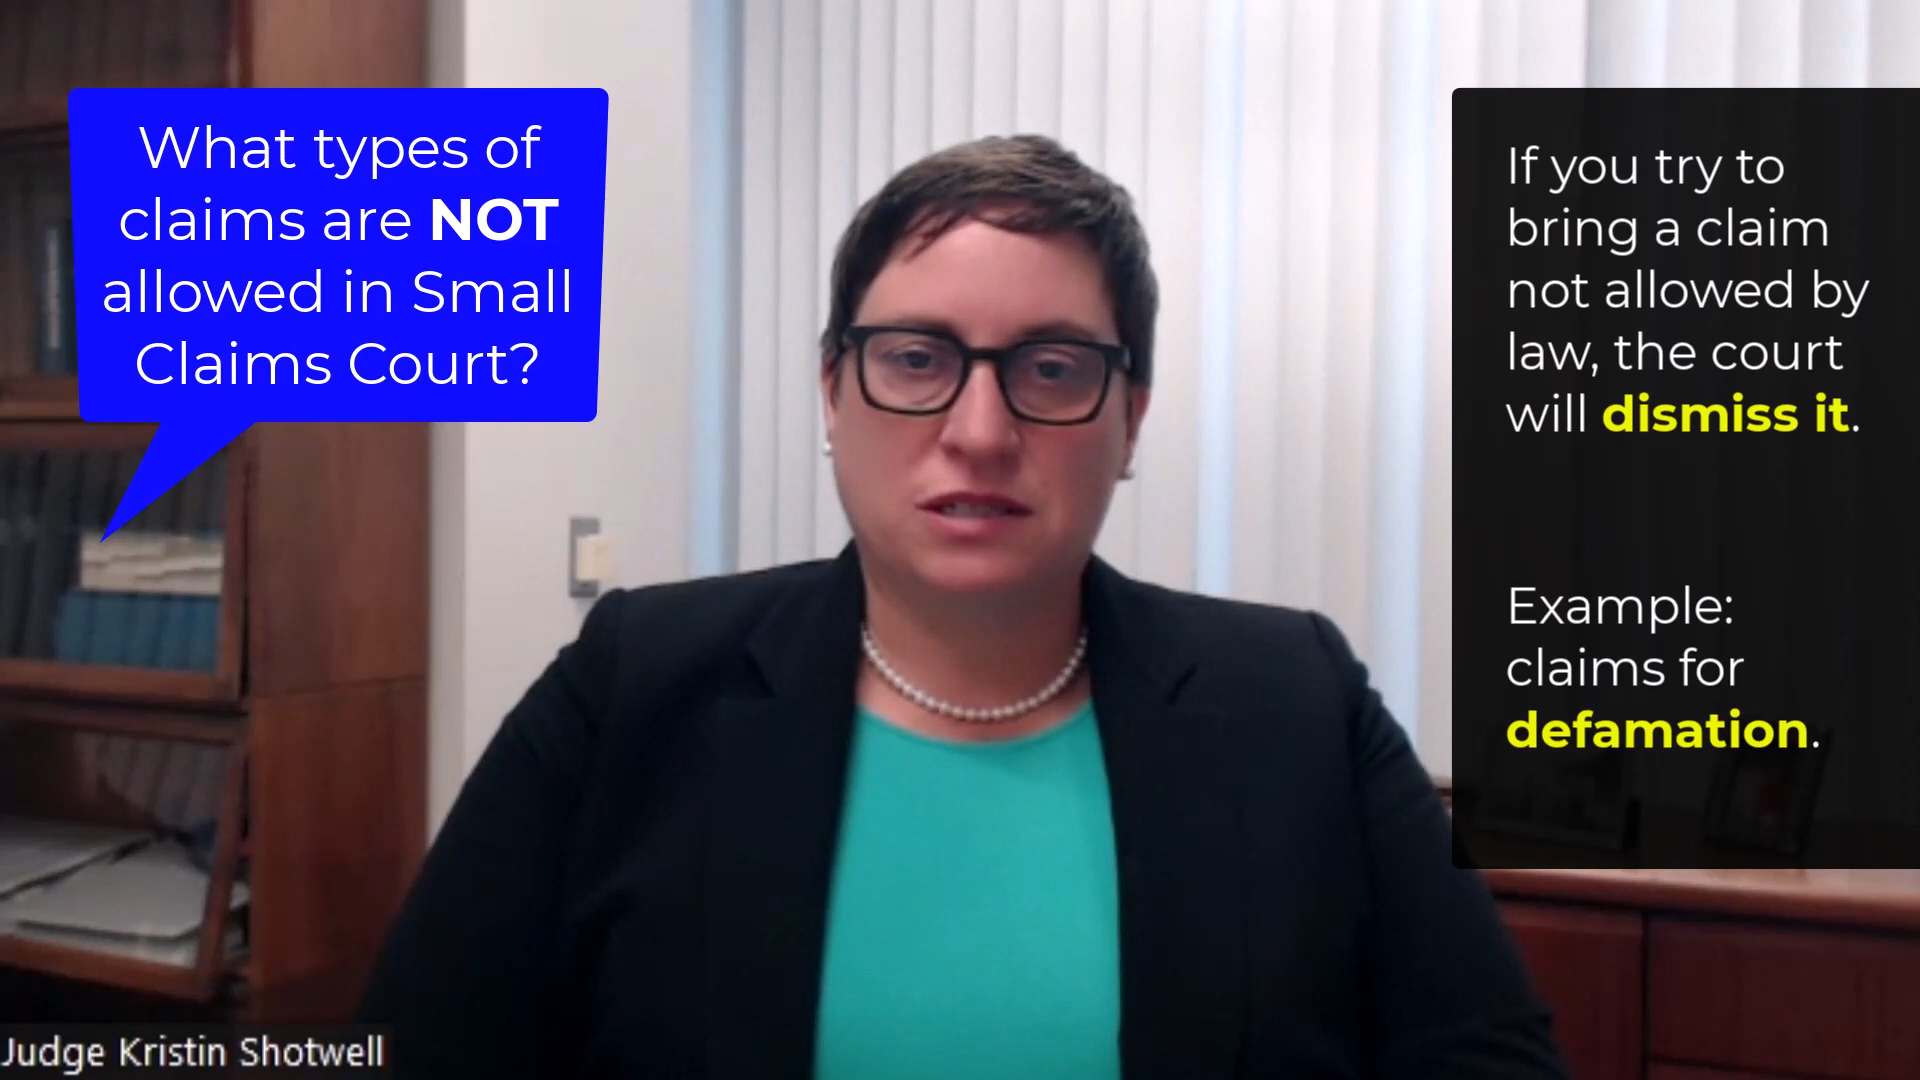 What types of
claims are NOT
allowed in Small
Claims Court?
If you try to
bring a claim
not allowed by
law, the court
will dismiss it.
Example:
claims for
defamation.
Judge Kristin Shotwell